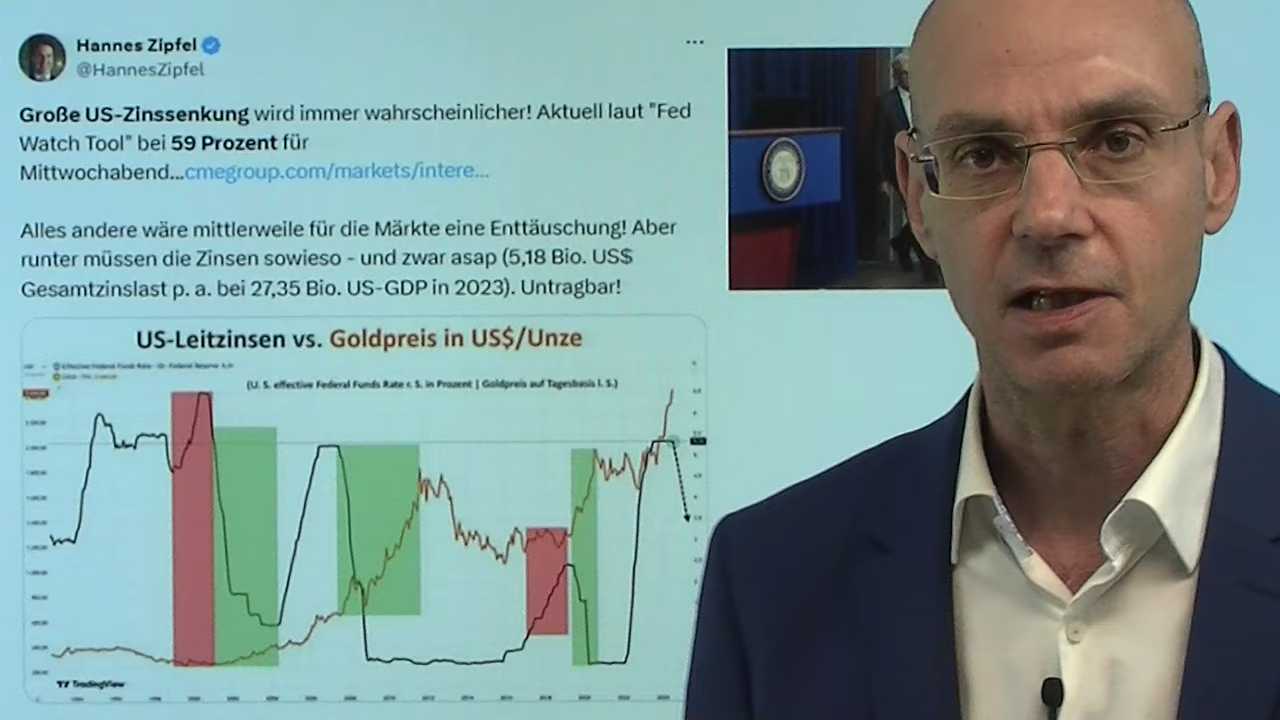 Hannes Zipfel
@HannesZipfel
...
Große US-Zinssenkung wird immer wahrscheinlicher! Aktuell laut "Fed
Watch Tool" bei 59 Prozent für
Mittwochabend...cmegroup.com/markets/intere...
Alles andere wäre mittlerweile für die Märkte eine Enttäuschung! Aber
runter müssen die Zinsen sowieso - und zwar asap (5,18 Bio. US$
Gesamtzinslast p. a. bei 27,35 Bio. US-GDP in 2023). Untragbar!
US-Leitzinsen vs. Goldpreis in US$/Unze
(U. S. effective Federal Funds Rate r. S. in Prozent | Goldpreis auf Tagesbasis l. S.)
TradingView